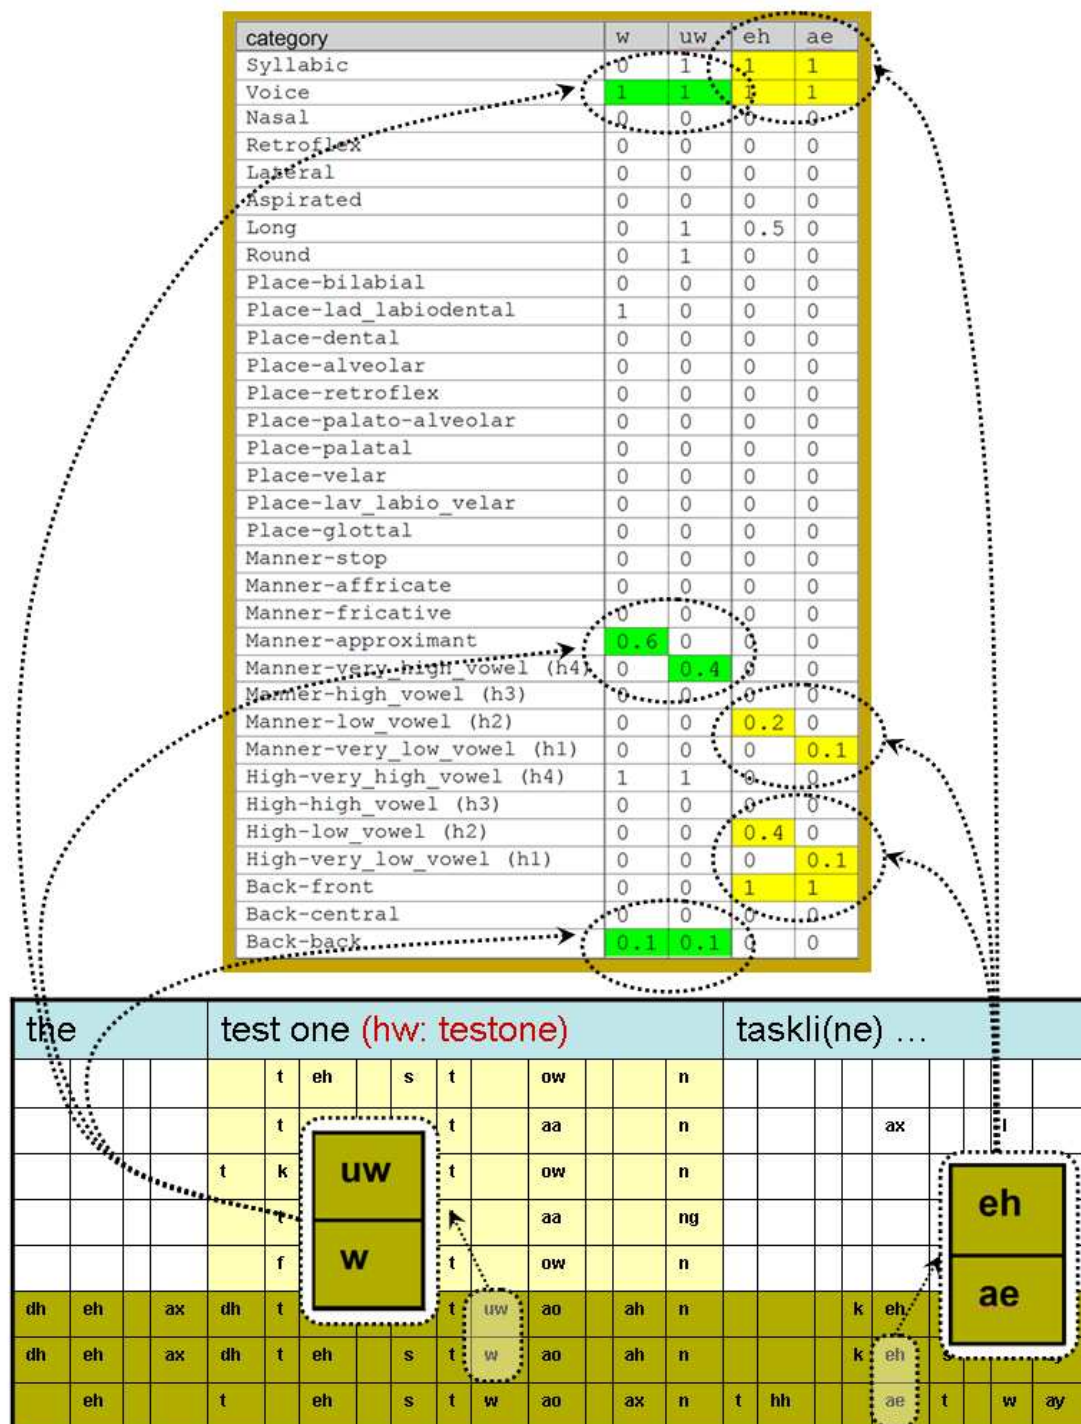 category w uw eh ae
Syllabic 0 1 1 1
Voice 1 1 1 1
Nasal 0 0 0 0
Retroflex 0 0 0 0
Lateral 0 0 0 0
Aspirated 0 0 0 0
Long 0 1 0.5 0
Round 0 1 0 0
Place-bilabial 0 0 0 0
Place-lad_labiodental 1 0 0 0
Place-dental 0 0 0 0
Place-alveolar 0 0 0 0
Place-retroflex 0 0 0 0
Place-palato-alveolar 0 0 0 0
Place-palatal 0 0 0 0
Place-velar 0 0 0 0
Place-lav_labio_velar 0 0 0 0
Place-glottal 0 0 0 0
Manner-stop 0 0 0 0
Manner-affricate 0 0 0 0
Manner-fricative 0 0 0 0
Manner-approximant 0.6 0 0 0
Manner-very_high_vowel (h4) 0 0.4 0 0
Manner-high_vowel (h3) 0 0 0 0
Manner-low_vowel (h2) 0 0 0.2 0
Manner-very_low_vowel (h1) 0 0 0 0.1
High-very_high_vowel (h4) 1 1 0 0
High-high_vowel (h3) 0 0 0 0
High-low_vowel (h2) 0 0 0.4 0
High-very_low_vowel (h1) 0 0 0 0.1
Back-front 0 0 1 1
Back-central 0 0 0 0
Back-back 0.1 0.1 0 0
the test one (hw: testone) taskli(ne) ...
t eh s t ow n
t t aa n ax l
t k t ow n
t aa ng
f t ow n
uw
w
eh
ae
dh eh ax dh t t uw ao ah n k eh
dh eh ax dh t eh s t w ao ah n k eh s
eh t eh s t w ao ax n t hh ae t w ay